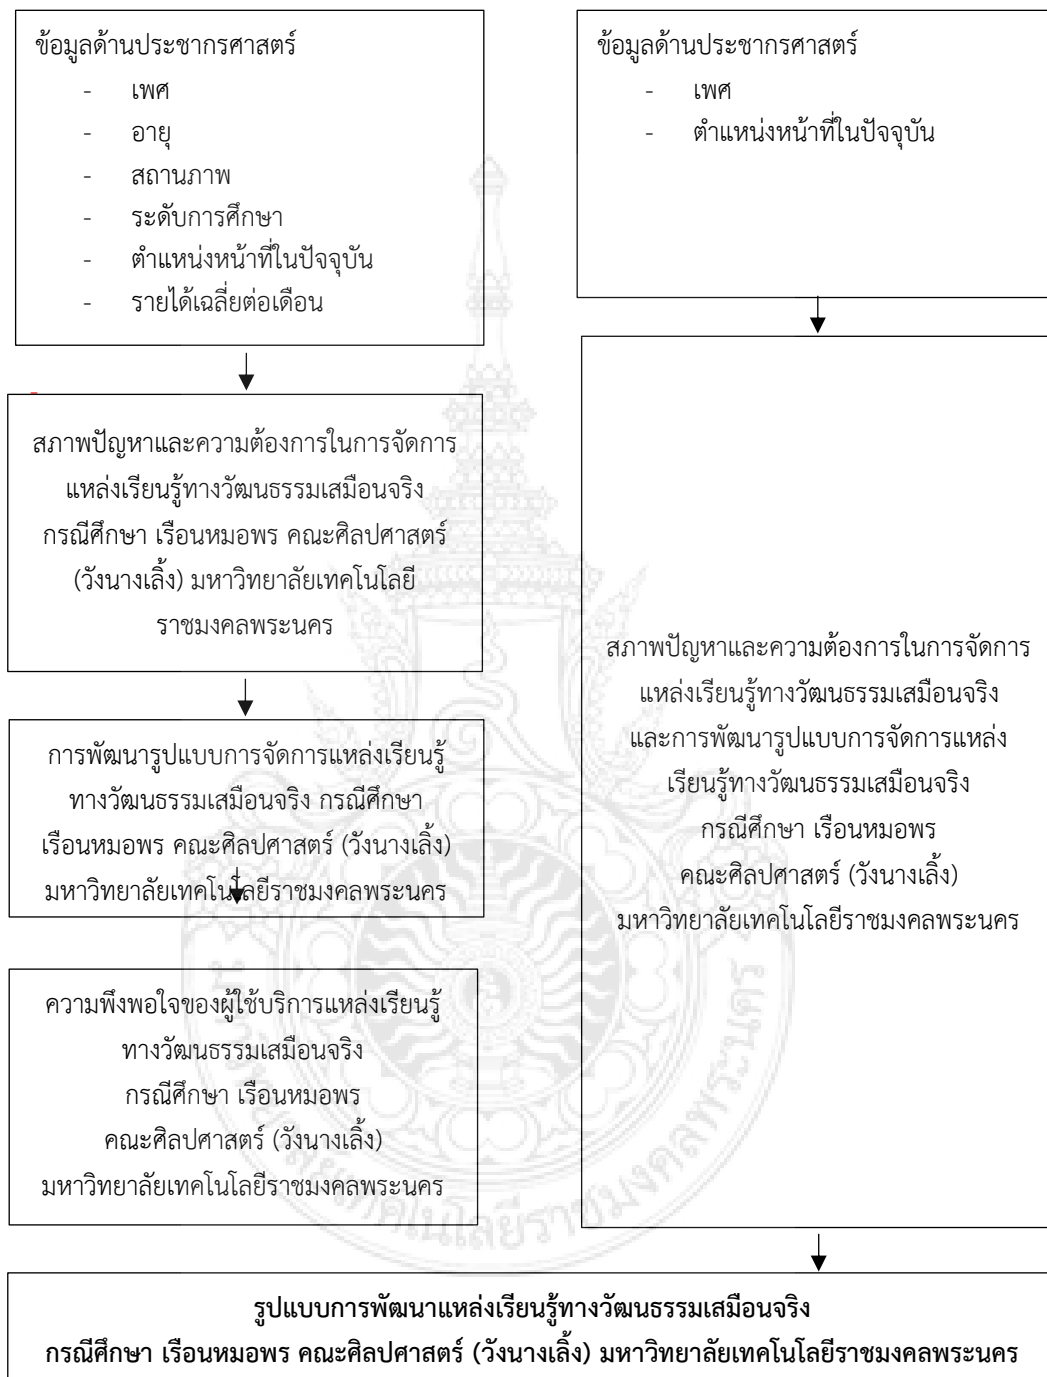 ข้อมูลด้านประชากรศาสตร์
- เพศ
- อายุ
- สถานภาพ
- ระดับการศึกษา
- ตำแหน่งหน้าที่ในปัจจุบัน
- รายได้เฉลี่ยต่อเดือน
สภาพปัญหาและความต้องการในการจัดการ
แหล่งเรียนรู้ทางวัฒนธรรมเสมือนจริง
กรณีศึกษา เรือนหมอพร คณะศิลปศาสตร์
(วังนางเลิ้ง) มหาวิทยาลัยเทคโนโลยี
ราชมงคลพระนคร
การพัฒนารูปแบบการจัดการแหล่งเรียนรู้
ทางวัฒนธรรมเสมือนจริง กรณีศึกษา
เรือนหมอพร คณะศิลปศาสตร์ (วังนางเลิ้ง)
มหาวิทยาลัยเทคโนโลยีราชมงคลพระนคร
ความพึงพอใจของผู้ใช้บริการแหล่งเรียนรู้
ทางวัฒนธรรมเสมือนจริง
กรณีศึกษา เรือนหมอพร
คณะศิลปศาสตร์ (วังนางเลิ้ง)
มหาวิทยาลัยเทคโนโลยีราชมงคลพระนคร
ข้อมูลด้านประชากรศาสตร์
- เพศ
- ตำแหน่งหน้าที่ในปัจจุบัน
สภาพปัญหาและความต้องการในการจัดการ
แหล่งเรียนรู้ทางวัฒนธรรมเสมือนจริง
และการพัฒนารูปแบบการจัดการแหล่ง
เรียนรู้ทางวัฒนธรรมเสมือนจริง
กรณีศึกษา เรือนหมอพร
คณะศิลปศาสตร์ (วังนางเลิ้ง)
มหาวิทยาลัยเทคโนโลยีราชมงคลพระนคร
รูปแบบการพัฒนาแหล่งเรียนรู้ทางวัฒนธรรมเสมือนจริง
กรณีศึกษา เรือนหมอพร คณะศิลปศาสตร์ (วังนางเลิ้ง) มหาวิทยาลัยเทคโนโลยีราชมงคลพระนคร